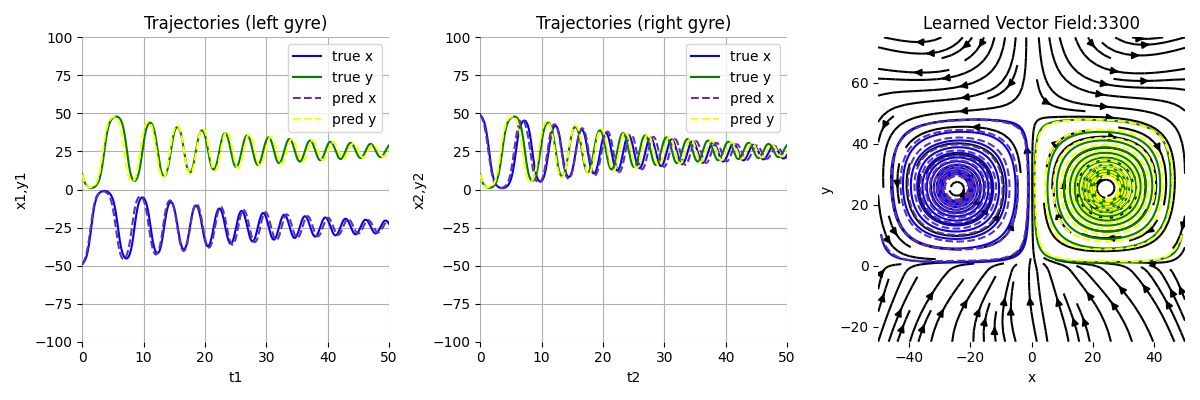 Trajectories (left gyre)
100
75
50
25
0
−25
−50
−75
−100
0 10 20 30 40 50
x1,y1
t1
true x
true y
pred x
pred y
Trajectories (right gyre)
100
75
50
25
0
−25
−50
−75
−100
0 10 20 30 40 50
x2,y2
t2
true x
true y
pred x
pred y
Learned Vector Field:3300
60
40
20
0
−20
−40 −20 0 20 40
y
x